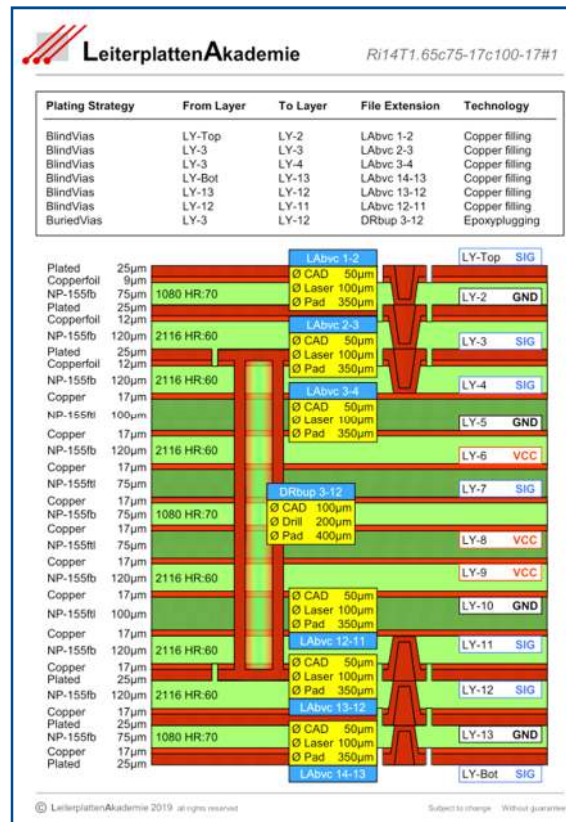 LeiterplattenAkademie
Ri14T1.65c75-17c100-17#1
Plating Strategy From Layer To Layer File Extension Technology
BlindVias LY-Top LY-2 LAbvc 1-2 Copper filling
BlindVias LY-3 LY-3 LAbvc 2-3 Copper filling
BlindVias LY-3 LY-4 LAbvc 3-4 Copper filling
BlindVias LY-Bot LY-13 LAbvc 14-13 Copper filling
BlindVias LY-13 LY-12 LAbvc 13-12 Copper filling
BlindVias LY-12 LY-11 LAbvc 12-11 Copper filling
BuriedVias LY-3 LY-12 DRbup 3-12 Epoxyplugging
Plated 25µm
Copperfoil 9µm
NP-155fb 75µm 1080 HR:70
Plated 25µm
Copperfoil 12µm
NP-155fb 120µm 2116 HR:60
Plated 25µm
Copperfoil 12µm
NP-155fb 120µm 2116 HR:60
Copper 17µm
NP-155ftl 100µm
Copper 17µm
NP-155fb 120µm 2116 HR:60
Copper 17µm
NP-155ftl 75µm
Copper 17µm
NP-155fb 75µm 1080 HR:70
Copper 17µm
NP-155ftl 75µm
Copper 17µm
NP-155fb 120µm 2116 HR:60
Copper 17µm
NP-155ftl 100µm
Copper 17µm
NP-155fb 120µm 2116 HR:60
Copper 17µm
Plated 25µm
NP-155fb 120µm 2116 HR:60
Copper 17µm
Plated 25µm
NP-155fb 75µm 1080 HR:70
Copper 17µm
Plated 25µm
LAbvc 1-2
Ø CAD 50µm
Ø Laser 100µm
Ø Pad 350µm
LAbvc 2-3
Ø CAD 50µm
Ø Laser 100µm
Ø Pad 350µm
LAbvc 3-4
Ø CAD 50µm
Ø Laser 100µm
Ø Pad 350µm
DRbup 3-12
Ø CAD 100µm
Ø Drill 200µm
Ø Pad 400µm
Ø CAD 50µm
Ø Laser 100µm
Ø Pad 350µm
LAbvc 12-11
Ø CAD 50µm
Ø Laser 100µm
Ø Pad 350µm
LAbvc 13-12
Ø CAD 50µm
Ø Laser 100µm
Ø Pad 350µm
LAbvc 14-13
LY-Top SIG
LY-2 GND
LY-3 SIG
LY-4 SIG
LY-5 GND
LY-6 VCC
LY-7 SIG
LY-8 VCC
LY-9 VCC
LY-10 GND
LY-11 SIG
LY-12 SIG
LY-13 GND
LY-Bot SIG
© LeiterplattenAkademie 2019 all rights reserved
Subject to change Without guarantee